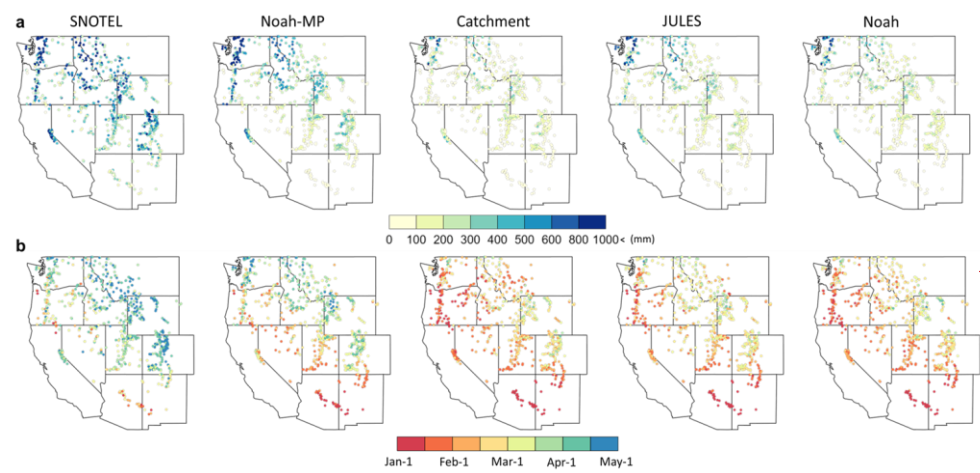 a SNOTEL Noah-MP Catchment JULES Noah
0 100 200 300 400 500 600 800 1000< (mm)
b
Jan-1 Feb-1 Mar-1 Apr-1 May-1